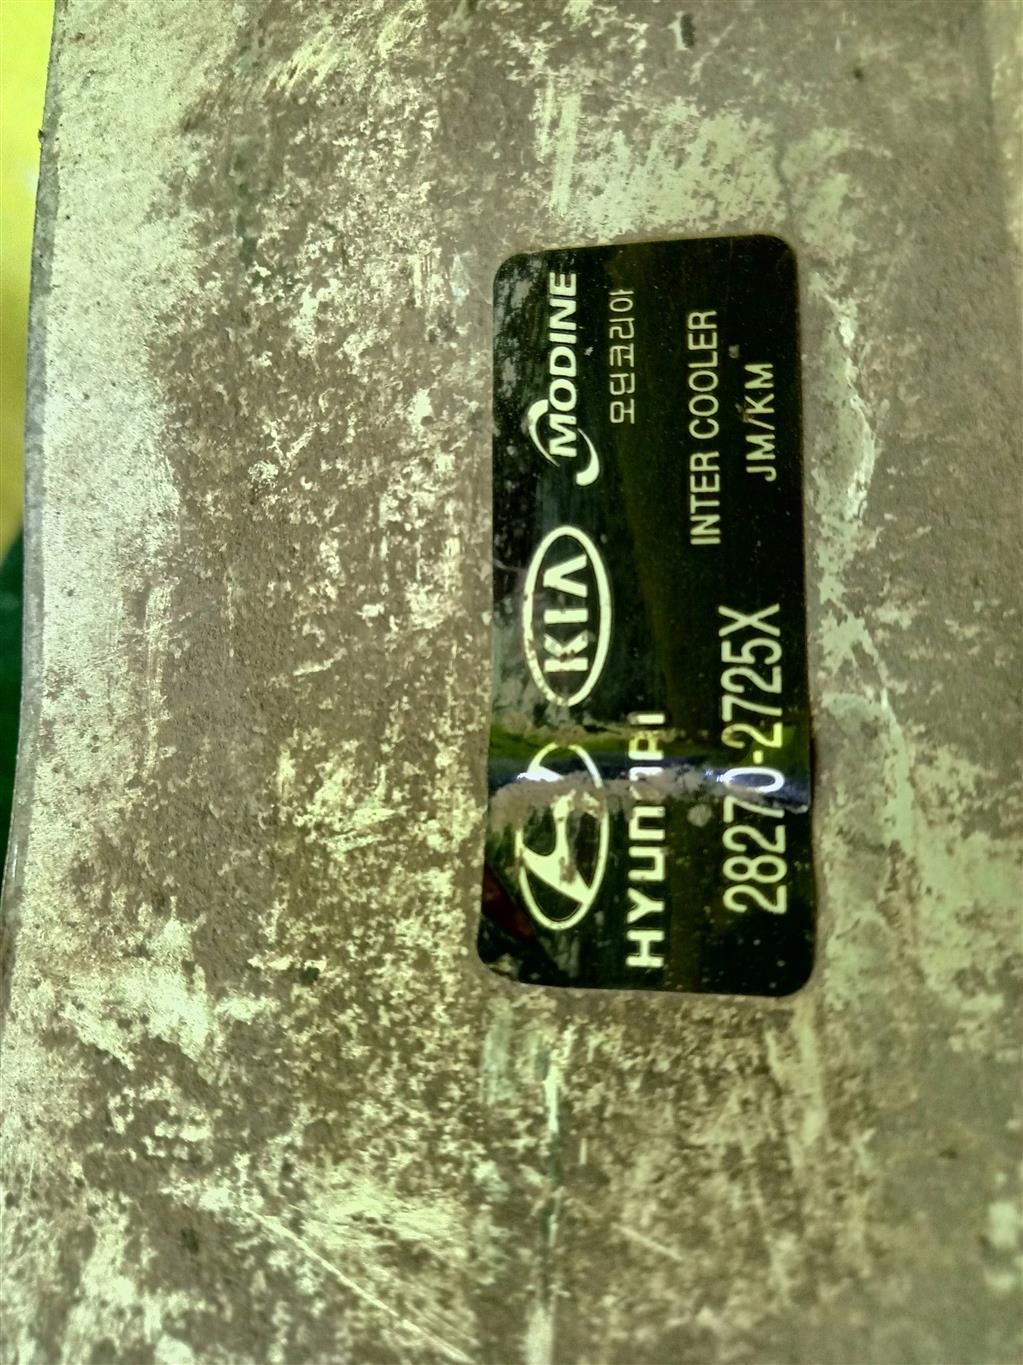 KIA MODINE
HYUNDAI 모딘코리아
INTER COOLER
28270-2725X JM/KM